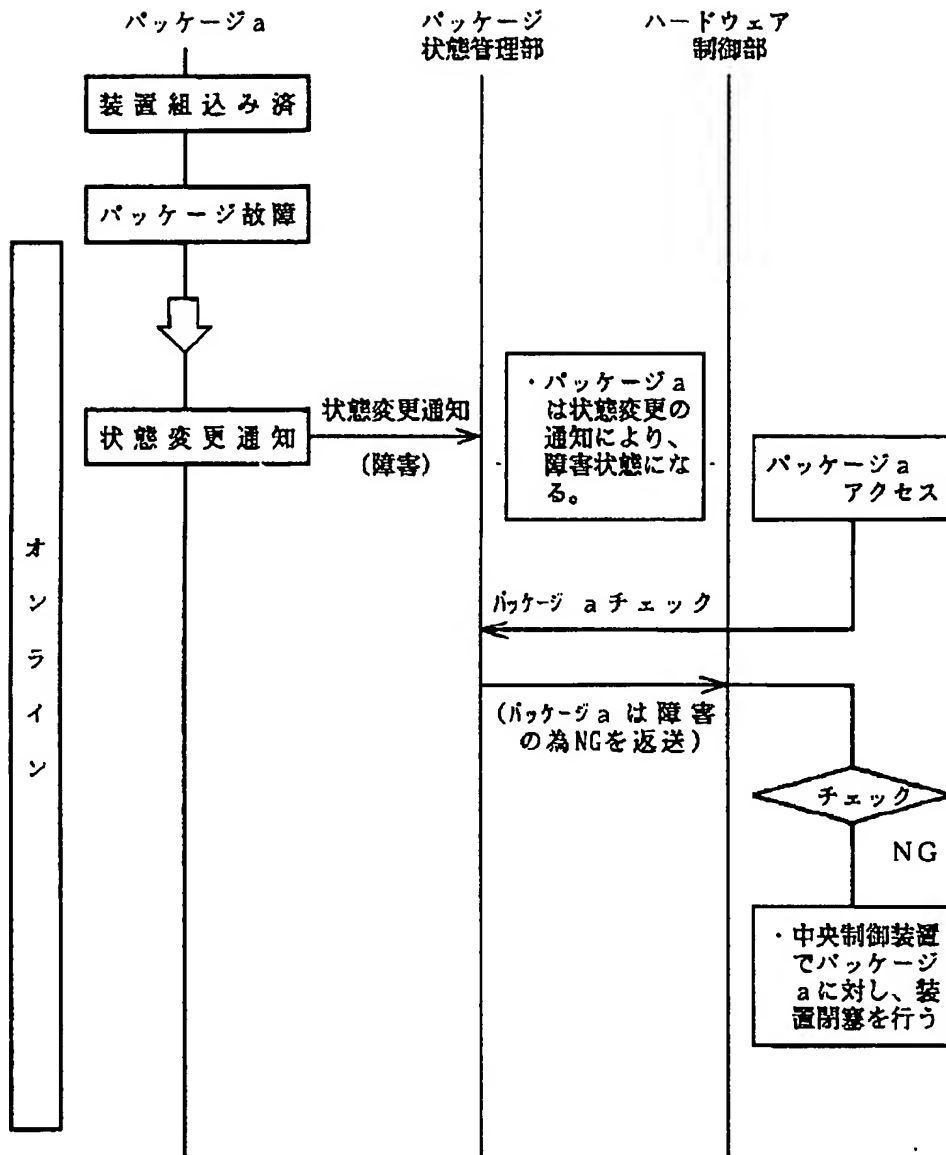 パッケージa
パッケージ
状態管理部
ハードウェア
制御部
装置組込み済
パッケージ故障
状態変更通知
状態変更通知
(障害)
・パッケージa
は状態変更の
通知により、
障害状態にな
る。
パッケージa
アクセス
オンライン
パッケージ aチェック
(パッケージaは障害
の為NGを返送)
チェック
NG
・中央制御装置
でパッケージ
aに対し、装
置閉塞を行う